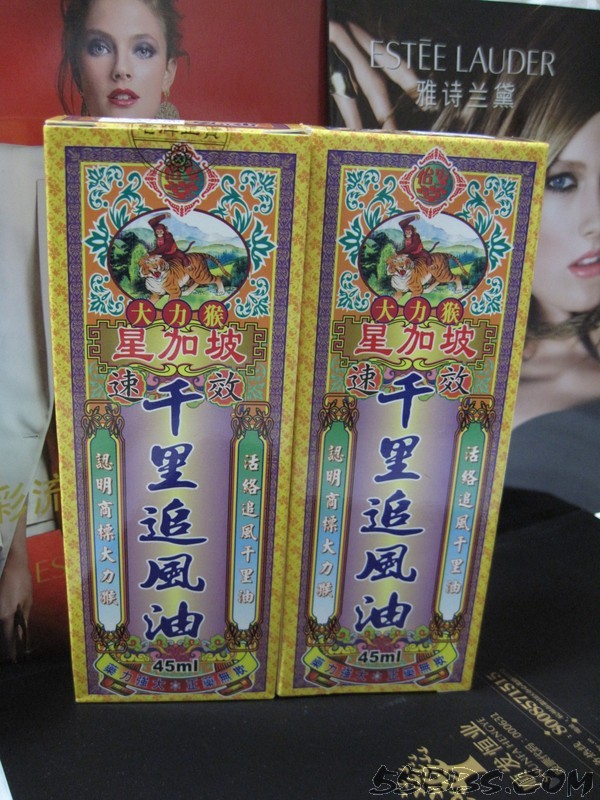 ESTĒE LAUDER
雅诗兰黛
大力猴
星加坡
速效
千里追風油
認明商標大力猴
活絡追風千里油
45ml
大力猴
星加坡
速效
千里追風油
認明商標大力猴
活絡追風千里油
45ml
8008515115
55BBS.COM